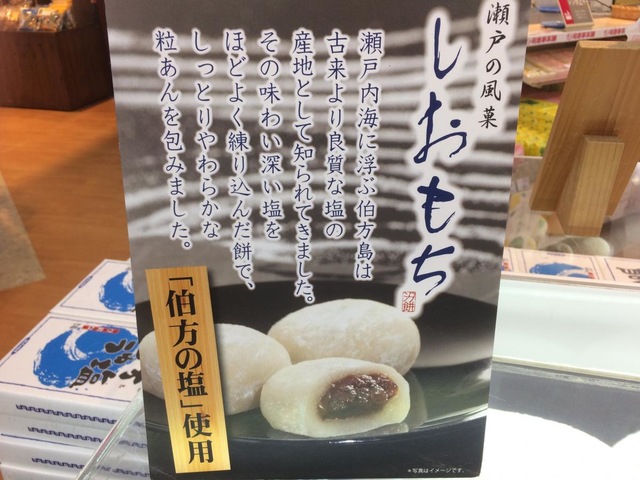 瀬戸の風菓
しおもち
汐餅
瀬戸内海に浮ぶ伯方島は
古来より良質な塩の
産地として知られてきました。
その味わい深い塩を
ほどよく練り込んだ餅で、
しっとりやわらかな
粒あんを包みました。
「伯方の塩」使用
＊写真はイメージです。